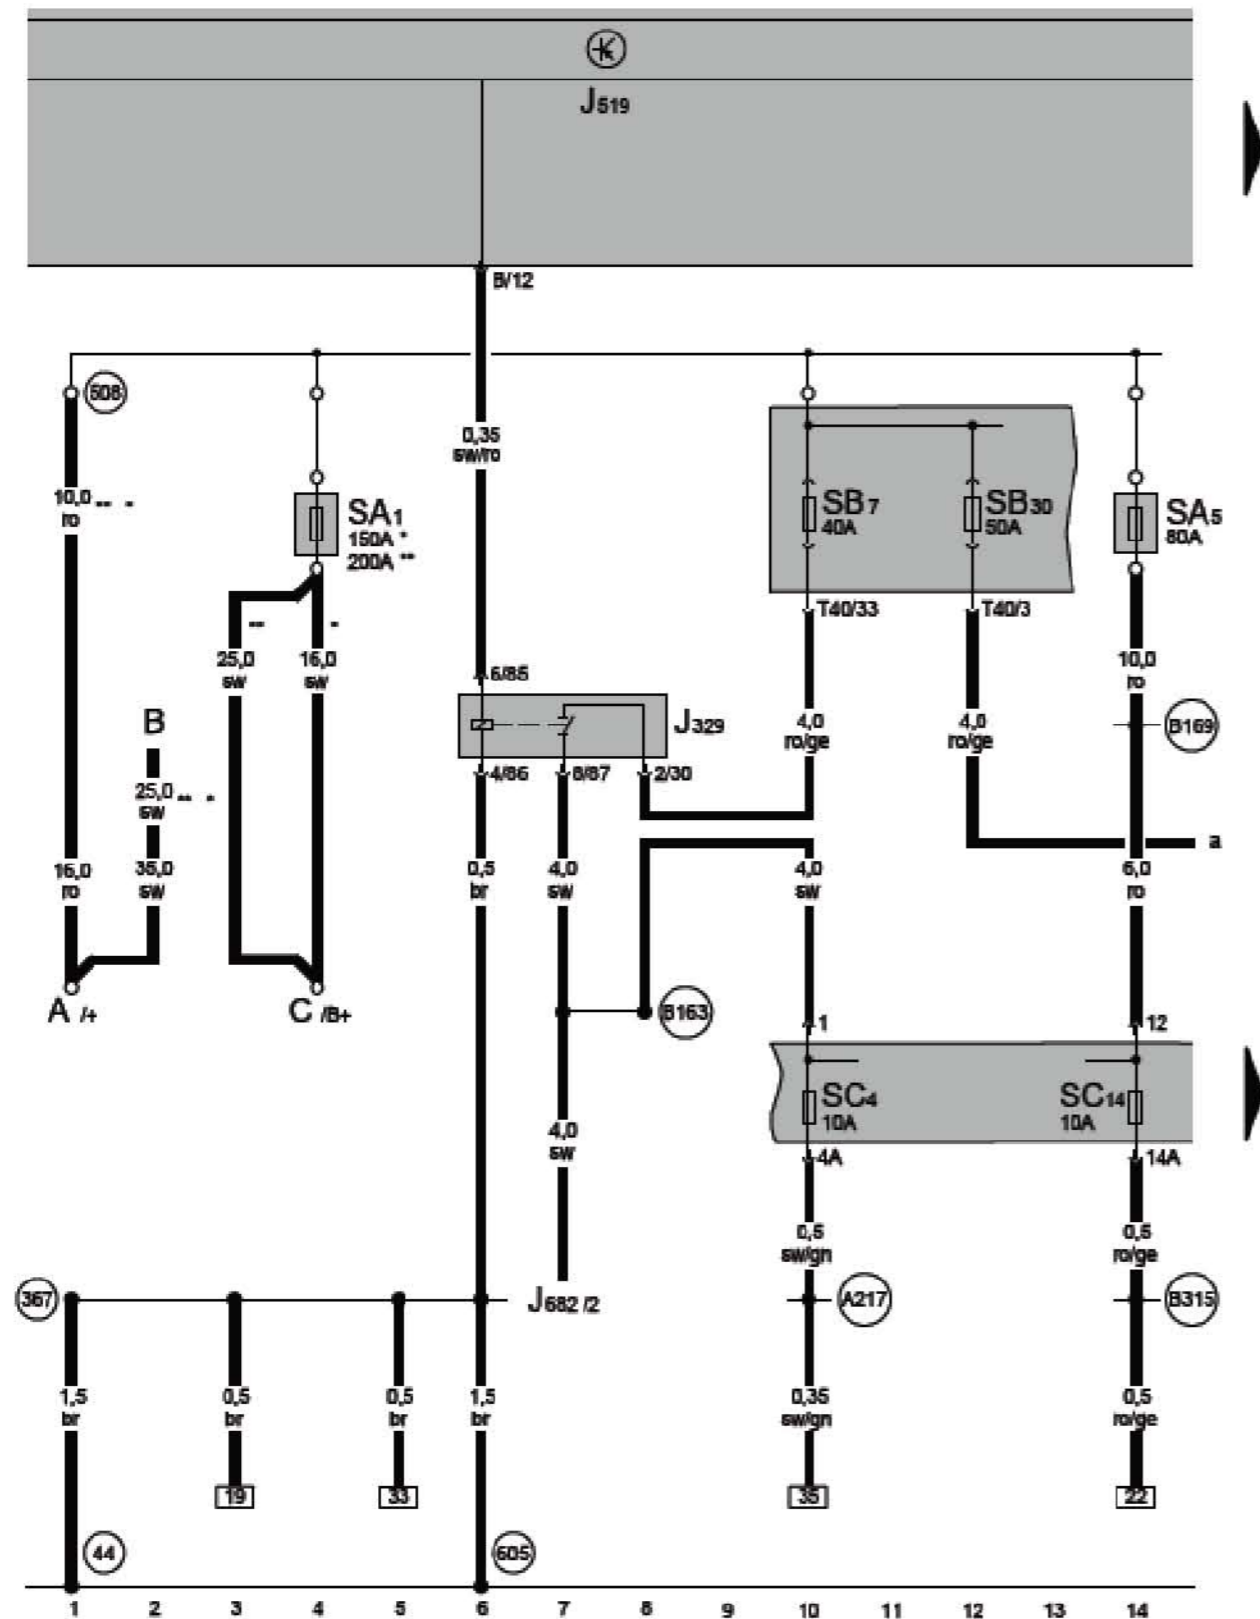 J519
B/12
508
0,35
sw/ro
10,0 ** *
ro
SA1
150A *
200A **
SB7
40A
SB30
50A
SA5
80A
T40/33
T40/3
** *
25,0
sw
16,0
sw
6/85
10,0
ro
B
J329
4,0
ro/ge
4,0
ro/ge
B169
4/86
8/87
2/30
25,0 ** *
sw
a
16,0
ro
35,0
sw
0,5
br
4,0
sw
4,0
sw
6,0
ro
A /+
C /B+
B163
1
12
SC4
10A
SC14
10A
4,0
sw
4A
14A
0,5
sw/gn
0,5
ro/ge
367
J682 /2
A217
B315
1,5
br
0,5
br
0,5
br
1,5
br
0,35
sw/gn
0,5
ro/ge
19
33
35
22
44
605
1 2 3 4 5 6 7 8 9 10 11 12 13 14